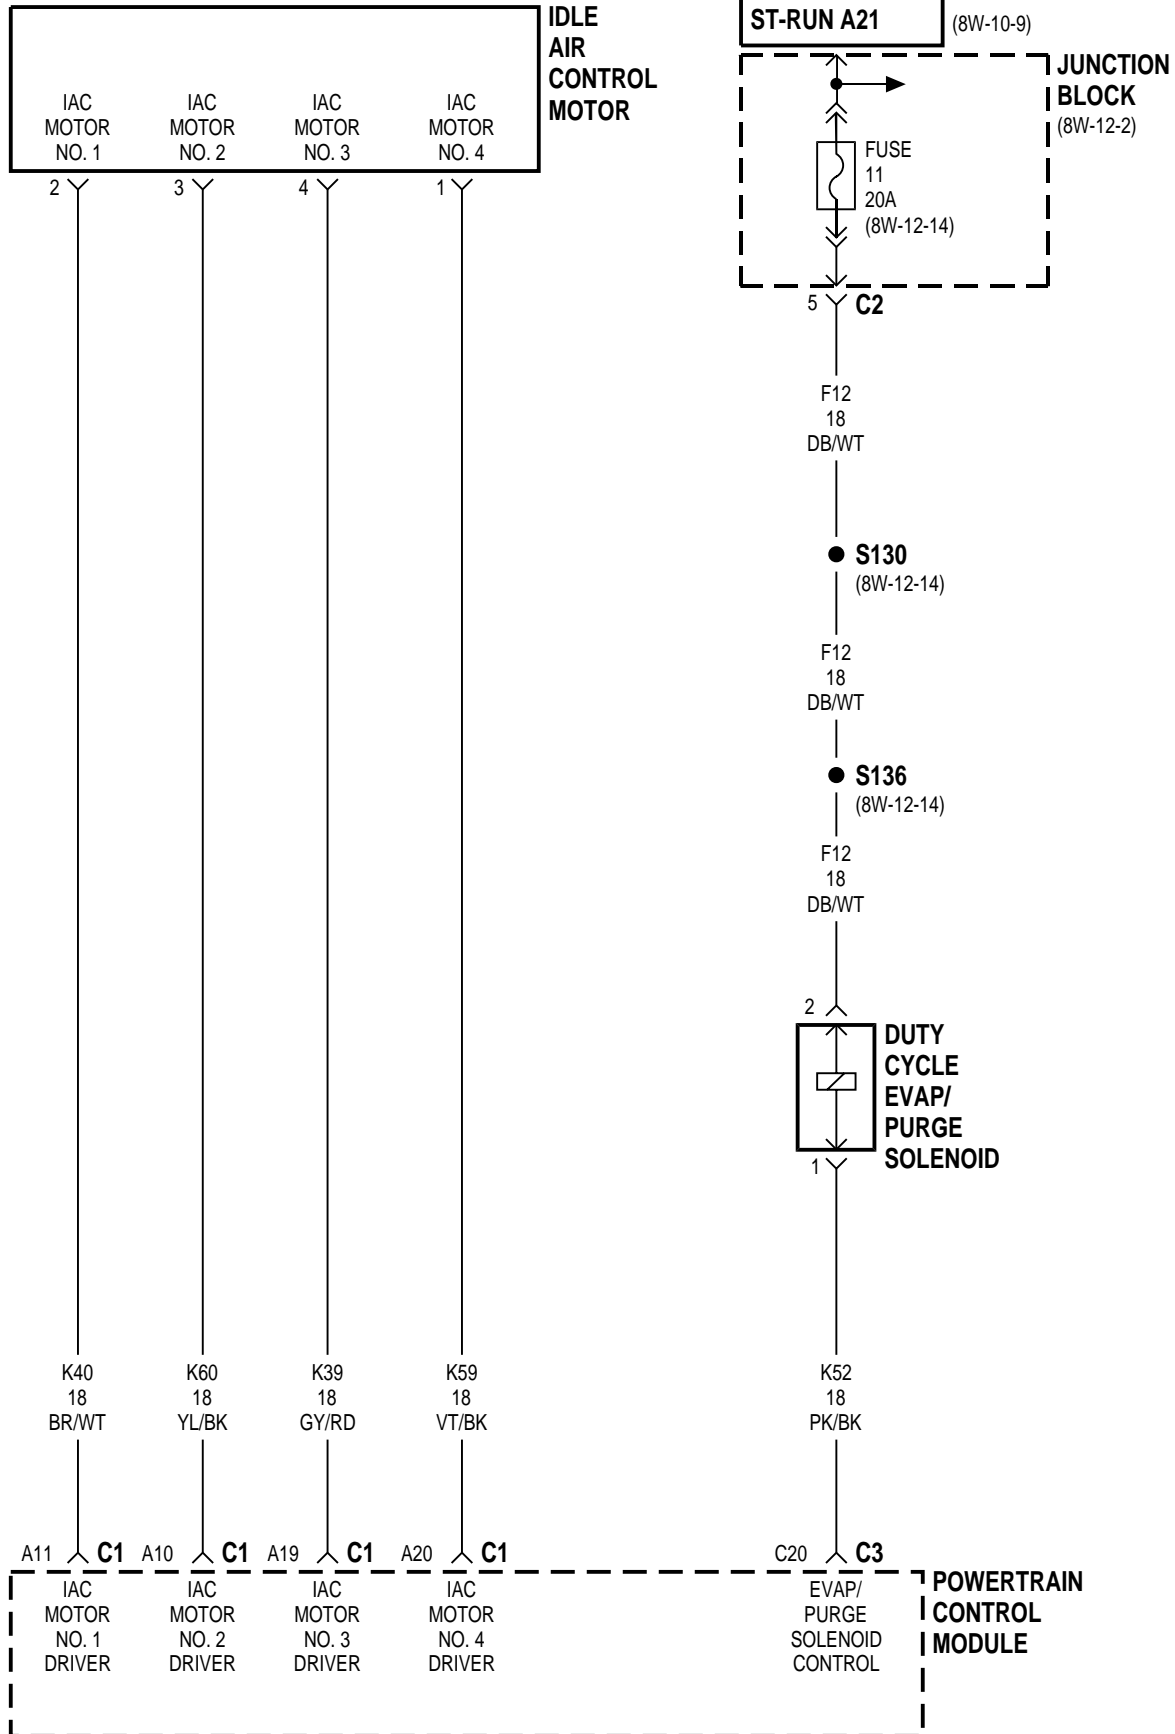 IDLE
AIR
CONTROL
MOTOR
IAC
MOTOR
NO. 1
IAC
MOTOR
NO. 2
IAC
MOTOR
NO. 3
IAC
MOTOR
NO. 4
2
3
4
1
ST-RUN A21
(8W-10-9)
JUNCTION
BLOCK
(8W-12-2)
FUSE
11
20A
(8W-12-14)
5
C2
F12
18
DB/WT
S130
(8W-12-14)
F12
18
DB/WT
S136
(8W-12-14)
F12
18
DB/WT
2
DUTY
CYCLE
EVAP/
PURGE
SOLENOID
1
K40
18
BR/WT
K60
18
YL/BK
K39
18
GY/RD
K59
18
VT/BK
K52
18
PK/BK
A11
C1
A10
C1
A19
C1
A20
C1
C20
C3
IAC
MOTOR
NO. 1
DRIVER
IAC
MOTOR
NO. 2
DRIVER
IAC
MOTOR
NO. 3
DRIVER
IAC
MOTOR
NO. 4
DRIVER
EVAP/
PURGE
SOLENOID
CONTROL
POWERTRAIN
CONTROL
MODULE